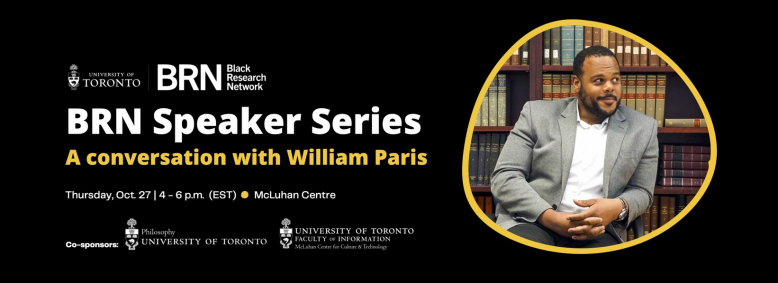 UNIVERSITY OF
TORONTO
BRN Black
Research
Network
BRN Speaker Series
A conversation with William Paris
Thursday, Oct. 27 | 4 – 6 p.m. (EST) ● McLuhan Centre
Co-sponsors:
Philosophy
UNIVERSITY OF TORONTO
UNIVERSITY OF TORONTO
FACULTY OF INFORMATION
McLuhan Centre for Culture & Technology